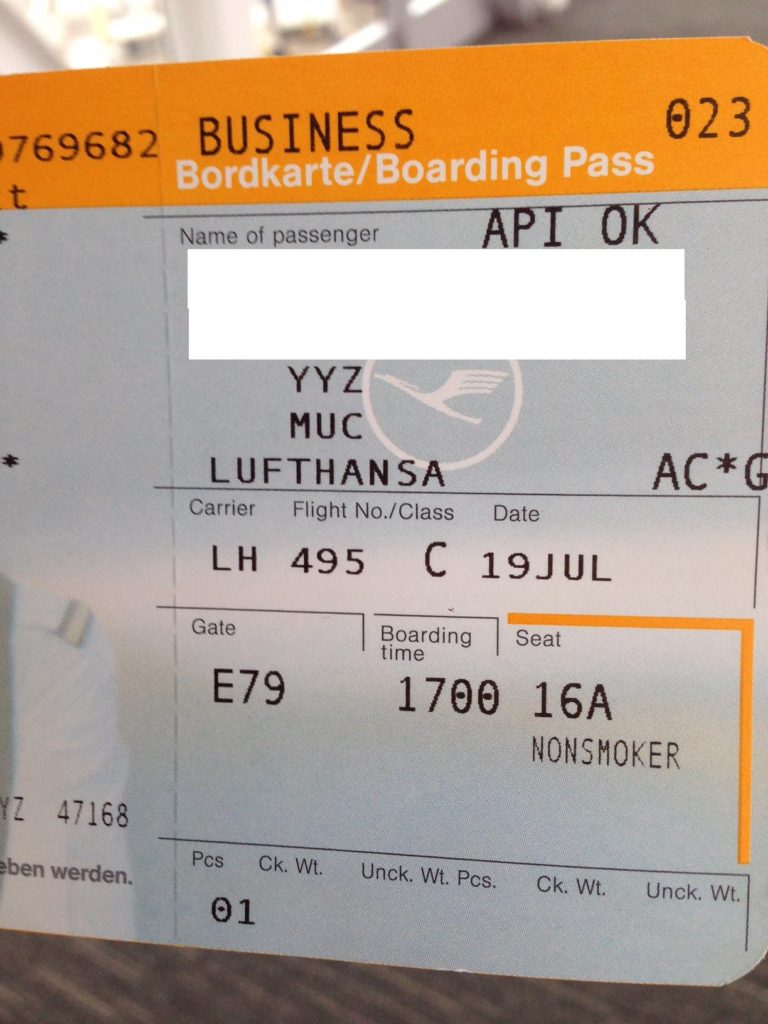 769682 BUSINESS 023
Bordkarte/Boarding Pass
t
Name of passenger API OK
*
YYZ
MUC
* LUFTHANSA AC*G
Carrier Flight No./Class Date
LH 495 C 19JUL
Gate Boarding time Seat
E79 1700 16A
NONSMOKER
YZ 47168
eben werden.
Pcs Ck. Wt. Unck. Wt. Pcs. Ck. Wt. Unck. Wt.
01